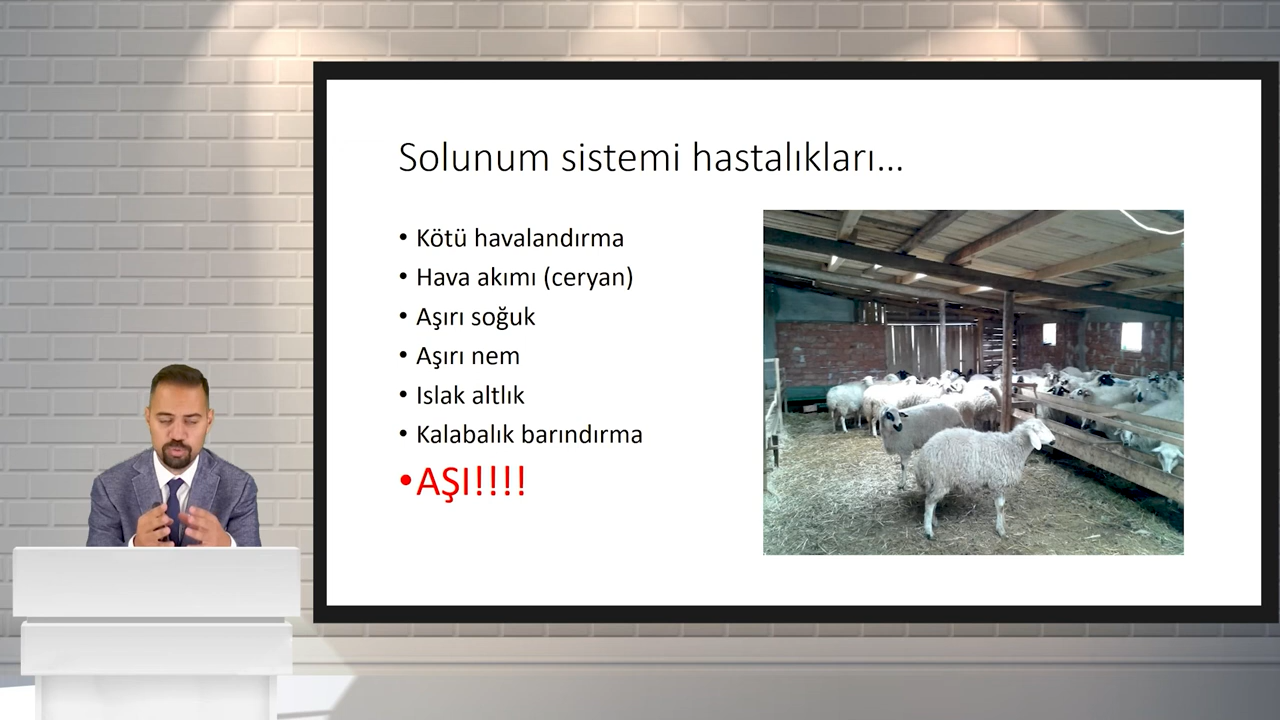 Solunum sistemi hastalıkları...
• Kötü havalandırma
• Hava akımı (ceryan)
• Aşırı soğuk
• Aşırı nem
• Islak altlık
• Kalabalık barındırma
• AŞI!!!!